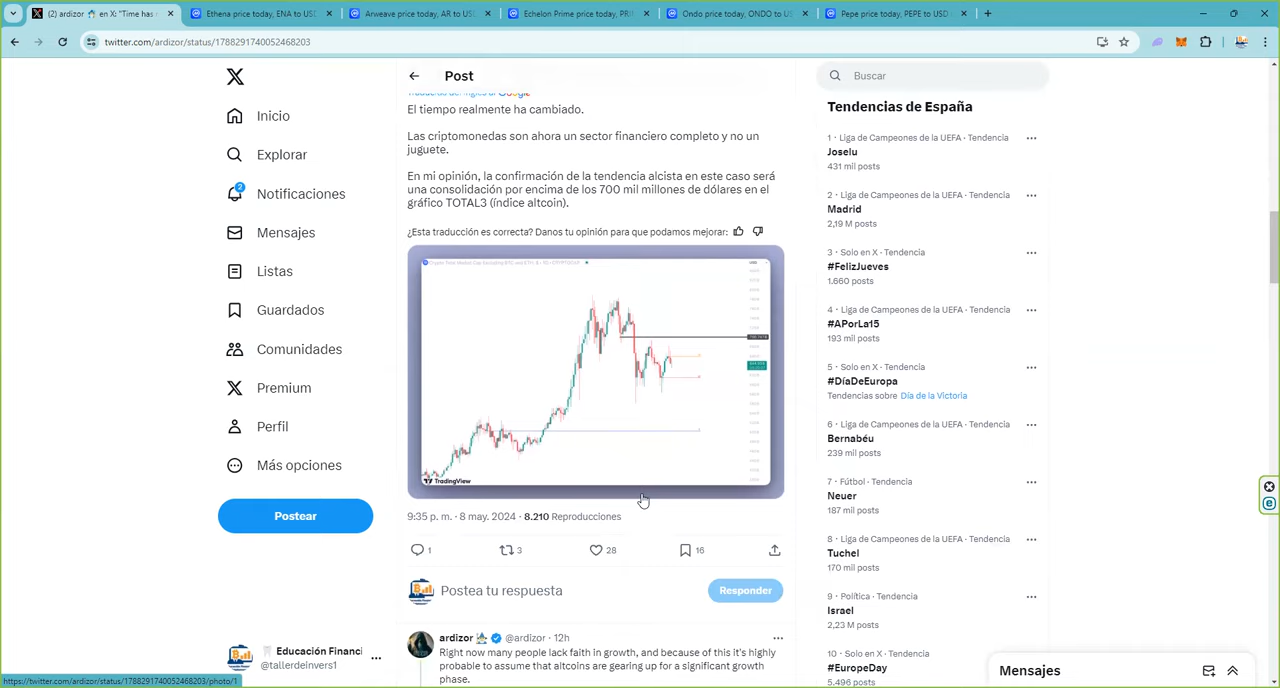 (2) ardizor en X: "Time has
Ethena price today, ENA to US
Arweave price today, AR to USD
Echelon Prime price today, PRI
Ondo price today, ONDO to US
Pepe price today, PEPE to USD
twitter.com/ardizor/status/1788291740052468203
Inicio
Explorar
2
Notificaciones
Mensajes
Listas
Guardados
Comunidades
Premium
Perfil
Más opciones
Postear
Educación Financi
@tallerdeinvers1
https://twitter.com/ardizor/status/1788291740052468203/photo/1
Post
El tiempo realmente ha cambiado.
Las criptomonedas son ahora un sector financiero completo y no un
juguete.
En mi opinión, la confirmación de la tendencia alcista en este caso será
una consolidación por encima de los 700 mil millones de dólares en el
gráfico TOTAL3 (índice altcoin).
¿Esta traducción es correcta? Danos tu opinión para que podamos mejorar:
TradingView
9:35 p. m. · 8 may. 2024 · 8.210 Reproducciones
1
3
28
16
Postea tu respuesta
Responder
ardizor @ardizor · 12h
Right now many people lack faith in growth, and because of this it's highly
probable to assume that altcoins are gearing up for a significant growth
phase.
Buscar
Tendencias de España
1 · Liga de Campeones de la UEFA · Tendencia
Joselu
431 mil posts
2 · Liga de Campeones de la UEFA · Tendencia
Madrid
2,19 M posts
3 · Solo en X · Tendencia
#FelizJueves
1.660 posts
4 · Liga de Campeones de la UEFA · Tendencia
#APorLa15
193 mil posts
5 · Solo en X · Tendencia
#DíaDeEuropa
Tendencias sobre Día de la Victoria
6 · Liga de Campeones de la UEFA · Tendencia
Bernabéu
239 mil posts
7 · Fútbol · Tendencia
Neuer
187 mil posts
8 · Liga de Campeones de la UEFA · Tendencia
Tuchel
170 mil posts
9 · Política · Tendencia
Israel
2,23 M posts
10 · Solo en X · Tendencia
#EuropeDay
5.496 posts
Mensajes